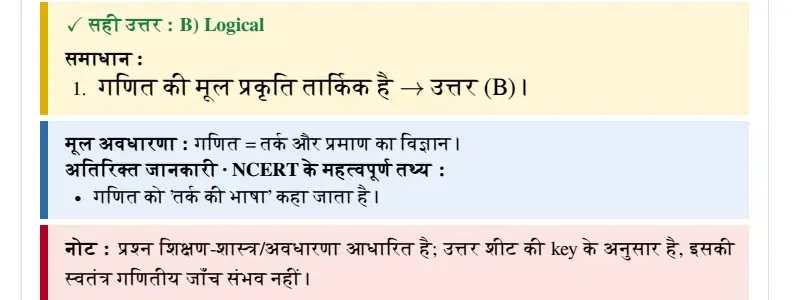 ✓ सही उत्तर : B) Logical
समाधान :
1. गणित की मूल प्रकृति तार्किक है → उत्तर (B)।
मूल अवधारणा : गणित = तर्क और प्रमाण का विज्ञान।
अतिरिक्त जानकारी · NCERT के महत्वपूर्ण तथ्य :
• गणित को 'तर्क की भाषा' कहा जाता है।
नोट : प्रश्न शिक्षण-शास्त्र/अवधारणा आधारित है; उत्तर शीट की key के अनुसार है, इसकी
स्वतंत्र गणितीय जाँच संभव नहीं।